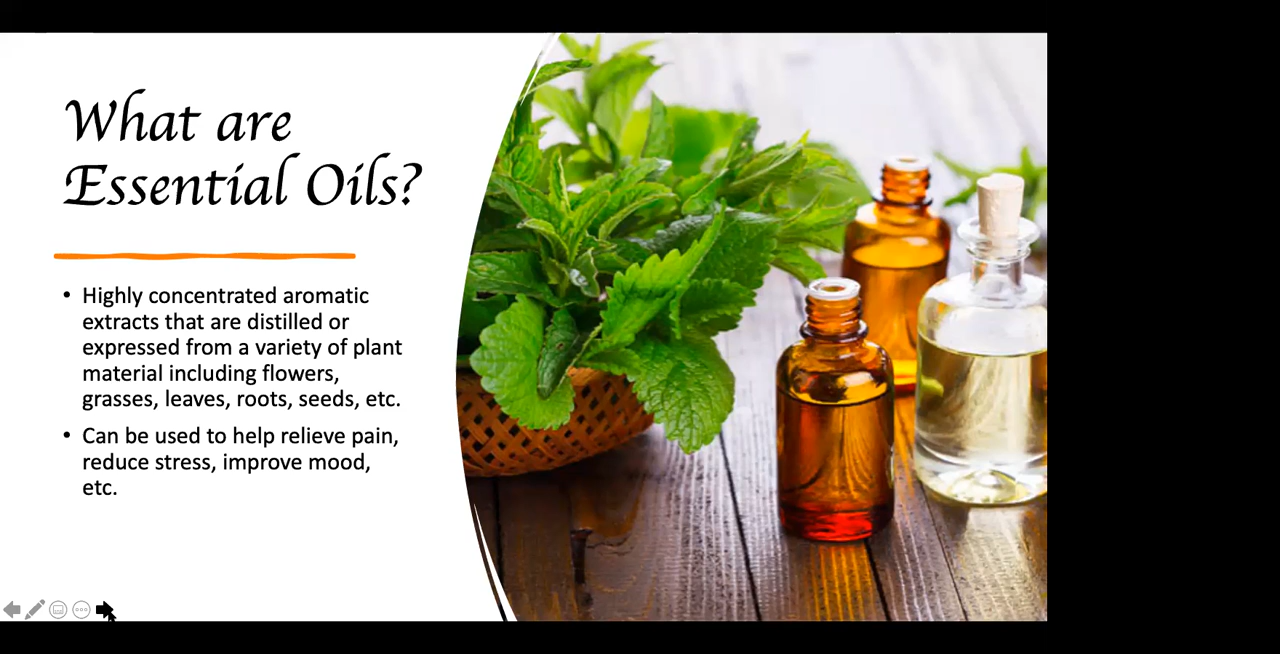 What are
Essential Oils?
• Highly concentrated aromatic
extracts that are distilled or
expressed from a variety of plant
material including flowers,
grasses, leaves, roots, seeds, etc.
• Can be used to help relieve pain,
reduce stress, improve mood,
etc.